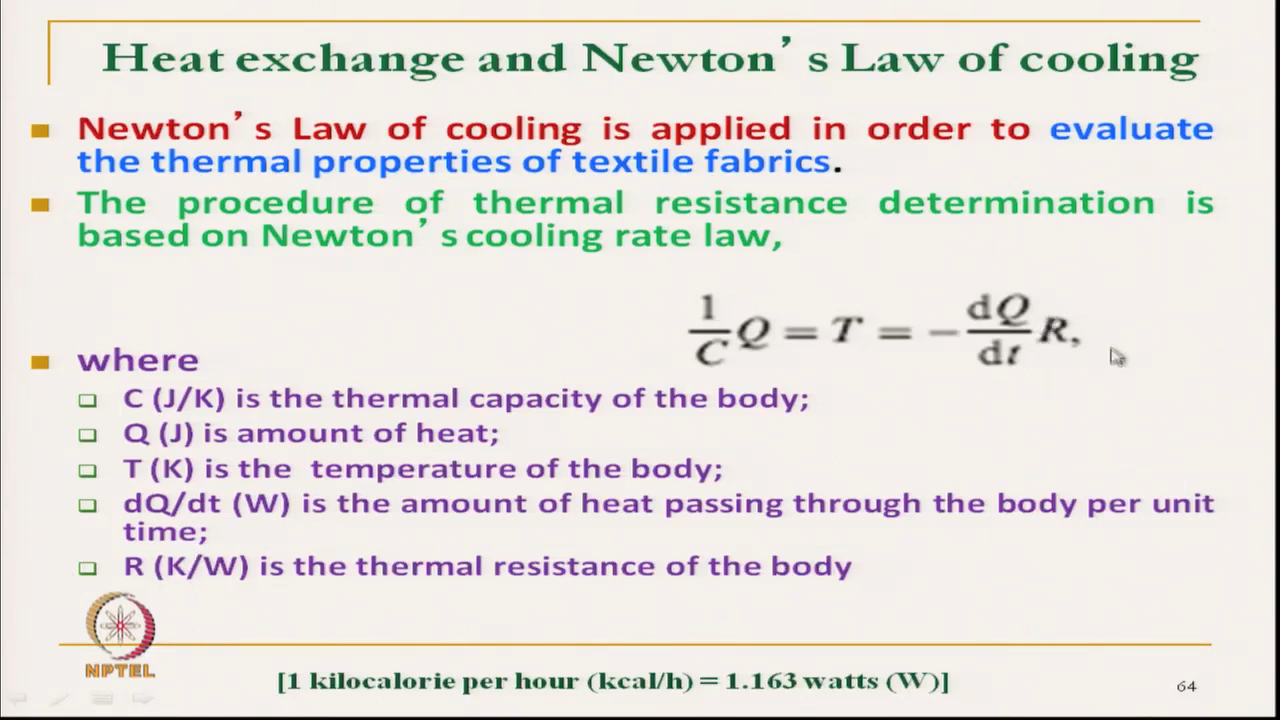 Heat exchange and Newton’s Law of cooling
Newton’s Law of cooling is applied in order to evaluate
the thermal properties of textile fabrics.
The procedure of thermal resistance determination is
based on Newton’s cooling rate law,
1/C Q = T = − dQ/dt R,
where
C (J/K) is the thermal capacity of the body;
Q (J) is amount of heat;
T (K) is the temperature of the body;
dQ/dt (W) is the amount of heat passing through the body per unit
time;
R (K/W) is the thermal resistance of the body
NPTEL
[1 kilocalorie per hour (kcal/h) = 1.163 watts (W)]
64